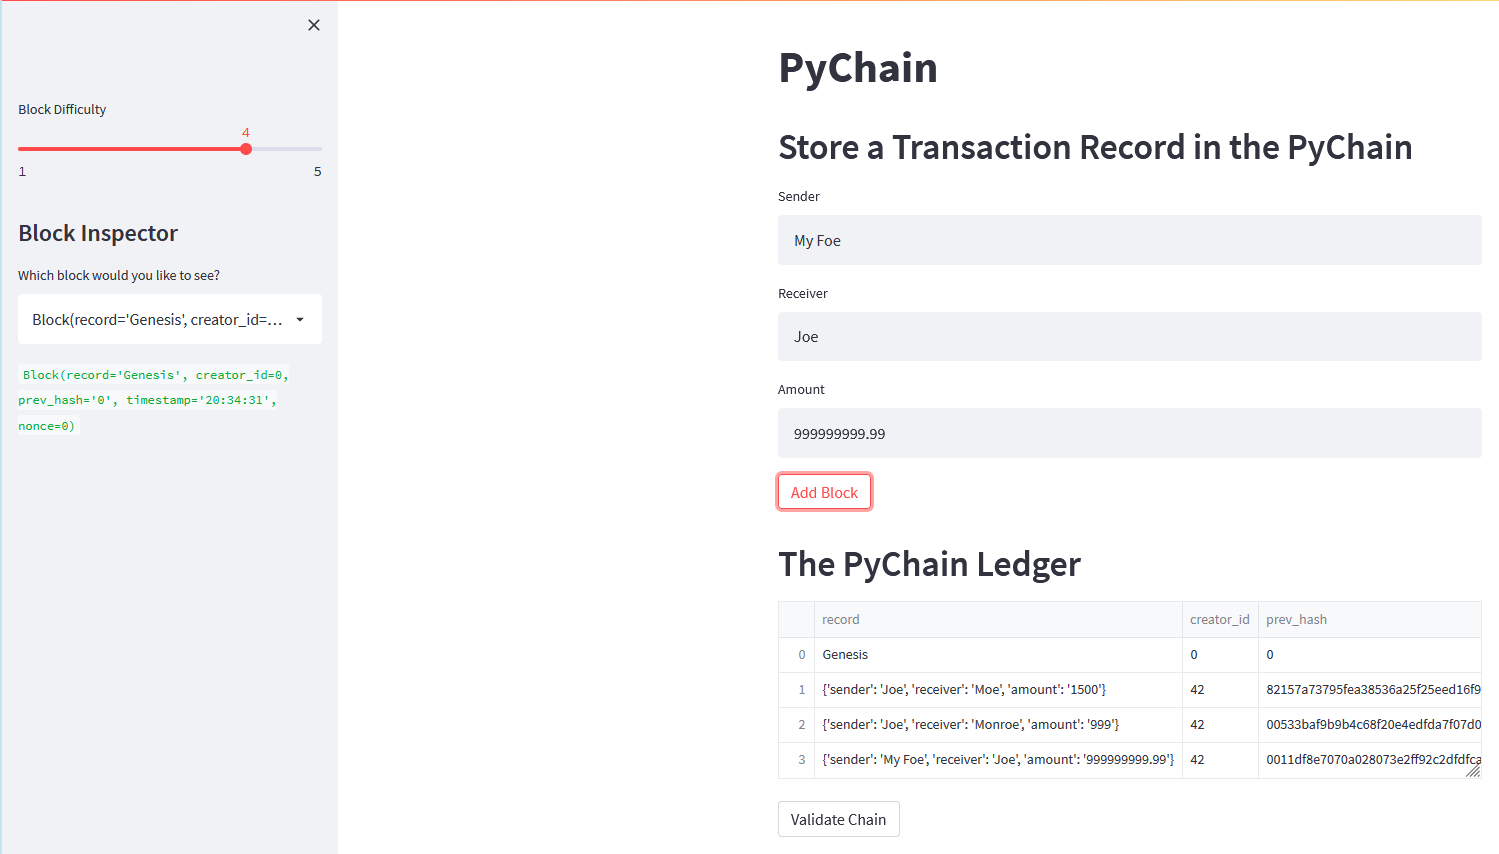 Block Difficulty
4
1 5
Block Inspector
Which block would you like to see?
Block(record='Genesis', creator_id=...
Block(record='Genesis', creator_id=0,
prev_hash='0', timestamp='20:34:31',
nonce=0)
PyChain
Store a Transaction Record in the PyChain
Sender
My Foe
Receiver
Joe
Amount
999999999.99
Add Block
The PyChain Ledger
record creator_id prev_hash
0 Genesis 0 0
1 {'sender': 'Joe', 'receiver': 'Moe', 'amount': '1500'} 42 82157a73795fea38536a25f25eed16f9
2 {'sender': 'Joe', 'receiver': 'Monroe', 'amount': '999'} 42 00533baf9b9b4c68f20e4edfda7f07d0
3 {'sender': 'My Foe', 'receiver': 'Joe', 'amount': '999999999.99'} 42 0011df8e7070a028073e2ff92c2dfdfca
Validate Chain